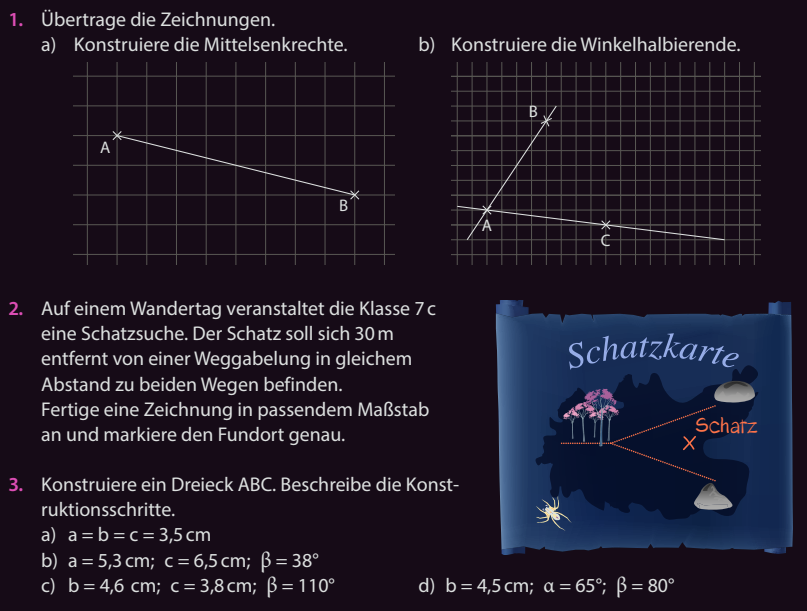 1. Übertrage die Zeichnungen.
a) Konstruiere die Mittelsenkrechte.
b) Konstruiere die Winkelhalbierende.
A
B
B
A
C
2. Auf einem Wandertag veranstaltet die Klasse 7 c
eine Schatzsuche. Der Schatz soll sich 30 m
entfernt von einer Weggabelung in gleichem
Abstand zu beiden Wegen befinden.
Fertige eine Zeichnung in passendem Maßstab
an und markiere den Fundort genau.
Schatzkarte
Schatz
3. Konstruiere ein Dreieck ABC. Beschreibe die Konst-
ruktionsschritte.
a) a = b = c = 3,5 cm
b) a = 5,3 cm; c = 6,5 cm; β = 38°
c) b = 4,6 cm; c = 3,8 cm; β = 110°
d) b = 4,5 cm; α = 65°; β = 80°